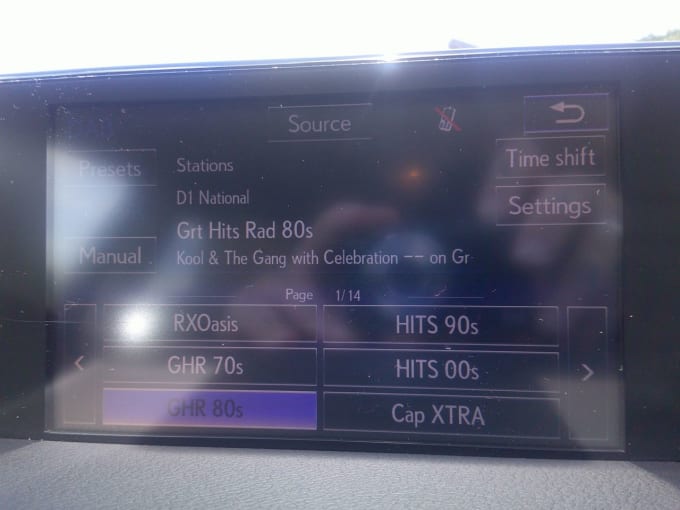 Source
Presets
Stations
Time shift
D1 National
Settings
Grt Hits Rad 80s
Manual
Kool & The Gang with Celebration -- on Gr
Page 1/14
RXOasis
HITS 90s
GHR 70s
HITS 00s
GHR 80s
Cap XTRA